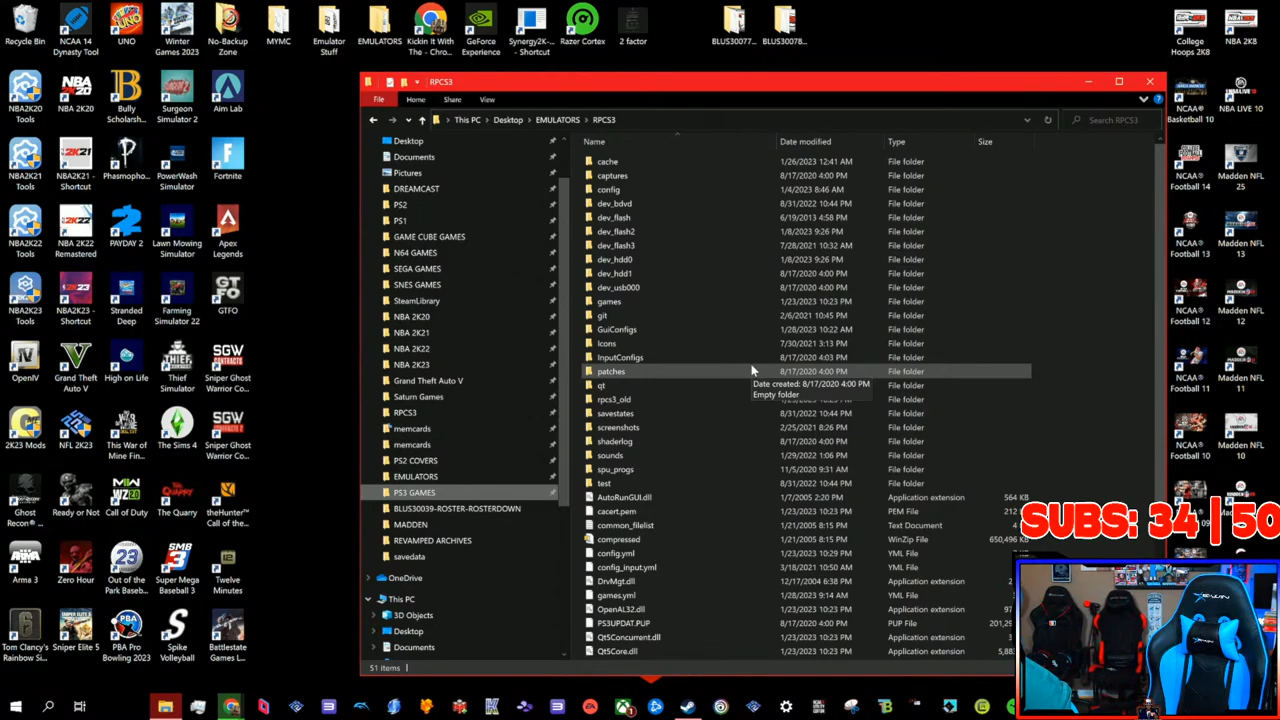 Recycle Bin
NCAA 14 Dynasty Tool
UNO
Winter Games 2023
No-Backup Zone
MYMC
Emulator Stuff
EMULATORS
Kickin It With The - Chro...
GeForce Experience
Synergy2K - Shortcut
Razer Cortex
2 factor
BLUS30077...
BLUS30078...
College Hoops 2K8
NBA 2K8
NBA2K20 Tools
NBA 2K20
Bully Scholarsh...
Surgeon Simulator 2
Aim Lab
NCAA® Basketball 10
NBA LIVE 10
NBA2K21 Tools
NBA2K21 - Shortcut
Phasmopho...
PowerWash Simulator
Fortnite
NCAA® Football 14
Madden NFL 25
NBA2K22 Tools
NBA 2K22 Remastered
PAYDAY 2
Lawn Mowing Simulator
Apex Legends
NCAA® Football 13
Madden NFL 13
NBA2K23 Tools
NBA2K23 - Shortcut
Stranded Deep
Farming Simulator 22
GTFO
NCAA® Football 12
Madden NFL 12
OpenIV
Grand Theft Auto V
High on Life
Thief Simulator
Sniper Ghost Warrior Co...
NCAA® Football 11
Madden NFL 11
2K23 Mods
NFL 2K5
This War of Mine Fin...
The Sims 4
Sniper Ghost Warrior Co...
NCAA® Football 10
Madden NFL 10
Ghost Recon® ...
Ready or Not
Call of Duty
The Quarry
theHunter™ Call of the...
Arma 3
Zero Hour
Out of the Park Baseb...
Super Mega Baseball 3
Twelve Minutes
Tom Clancy's Rainbow Si...
Sniper Elite 5
PBA Pro Bowling 2023
Spike Volleyball
Battlestate Games L...
RPCS3
File Home Share View
This PC > Desktop > EMULATORS > RPCS3
Search RPCS3
Desktop
Documents
Pictures
DREAMCAST
PS2
PS1
GAME CUBE GAMES
N64 GAMES
SEGA GAMES
SNES GAMES
SteamLibrary
NBA 2K20
NBA 2K21
NBA 2K22
NBA 2K23
Grand Theft Auto V
Saturn Games
RPCS3
memcards
memcards
PS2 COVERS
EMULATORS
PS3 GAMES
BLUS30039-ROSTER-ROSTERDOWN
MADDEN
REVAMPED ARCHIVES
savedata
OneDrive
This PC
3D Objects
Desktop
Documents
Name Date modified Type Size
cache 1/26/2023 12:41 AM File folder
captures 8/17/2020 4:00 PM File folder
config 1/4/2023 8:46 AM File folder
dev_bdvd 8/31/2022 10:44 PM File folder
dev_flash 6/19/2013 4:58 PM File folder
dev_flash2 1/8/2023 9:26 PM File folder
dev_flash3 7/28/2021 10:32 AM File folder
dev_hdd0 1/8/2023 9:26 PM File folder
dev_hdd1 8/17/2020 4:00 PM File folder
dev_usb000 8/17/2020 4:00 PM File folder
games 1/23/2023 10:23 PM File folder
git 2/6/2021 10:45 PM File folder
GuiConfigs 1/28/2023 10:22 AM File folder
Icons 7/30/2021 3:13 PM File folder
InputConfigs 8/17/2020 4:03 PM File folder
patches 8/17/2020 4:00 PM File folder
Date created: 8/17/2020 4:00 PM
Empty folder
qt File folder
rpcs3_old File folder
savestates 8/31/2022 10:44 PM File folder
screenshots 2/25/2021 8:26 PM File folder
shaderlog 8/17/2020 4:00 PM File folder
sounds 1/29/2022 1:06 PM File folder
spu_progs 11/5/2020 9:31 AM File folder
test 8/31/2022 10:44 PM File folder
AutoRunGUI.dll 1/7/2005 2:20 PM Application extension 564 KB
cacert.pem 1/23/2023 10:23 PM PEM File 212
common_filelist 1/21/2005 8:15 PM Text Document
compressed 1/21/2005 8:15 PM WinZip File 650,496 KB
config.yml 1/23/2023 10:29 PM YML File
config_input.yml 3/18/2021 10:50 AM YML File
DrvMgt.dll 12/17/2004 6:38 PM Application extension
games.yml 1/28/2023 9:14 AM YML File
OpenAL32.dll 1/23/2023 10:23 PM Application extension
PS3UPDAT.PUP 8/17/2020 4:00 PM PUP File 201,29
Qt5Concurrent.dll 1/23/2023 10:23 PM Application extension
Qt5Core.dll 1/23/2023 10:23 PM Application extension 5,883
51 items
SUBS: 34 | 50